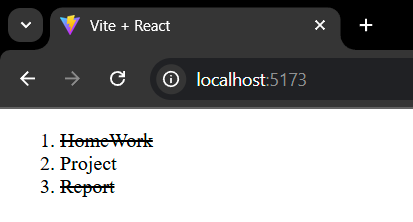 Vite + React
localhost:5173
1. HomeWork
2. Project
3. Report